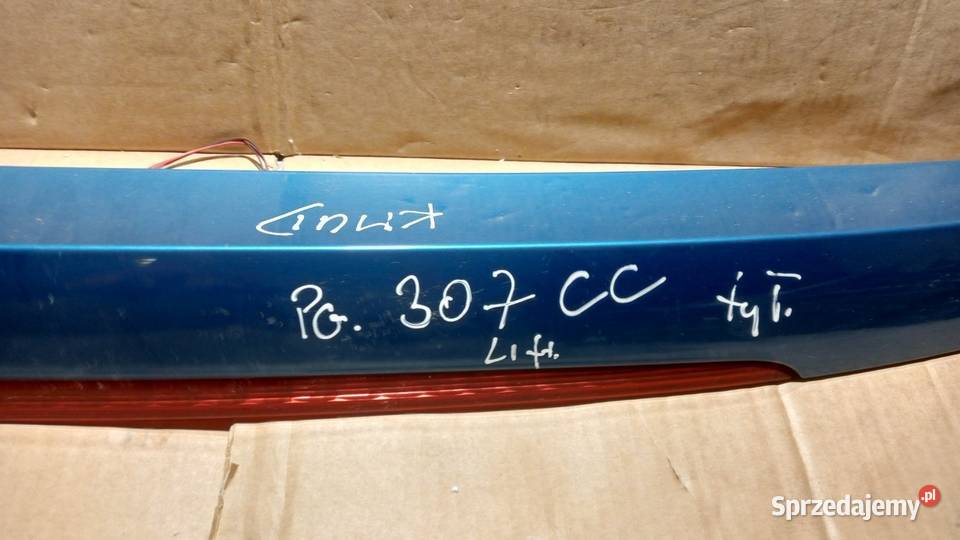 PG. 307 CC tył.
Lift.
Sprzedajemy.pl